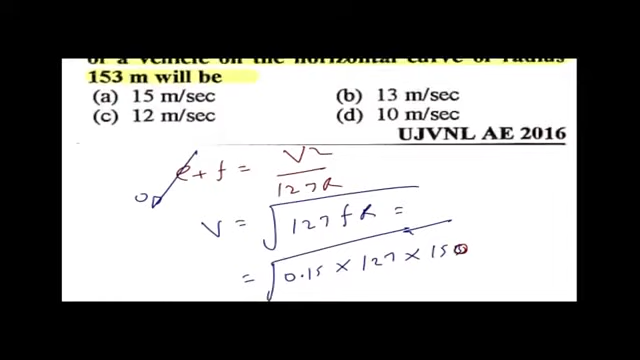 of a vehicle on the horizontal curve of radius
153 m will be
(a) 15 m/sec (b) 13 m/sec
(c) 12 m/sec (d) 10 m/sec
UJVNL AE 2016
e + f = V2
127R
0
V = √127 f R =
= √0.15 × 127 × 150